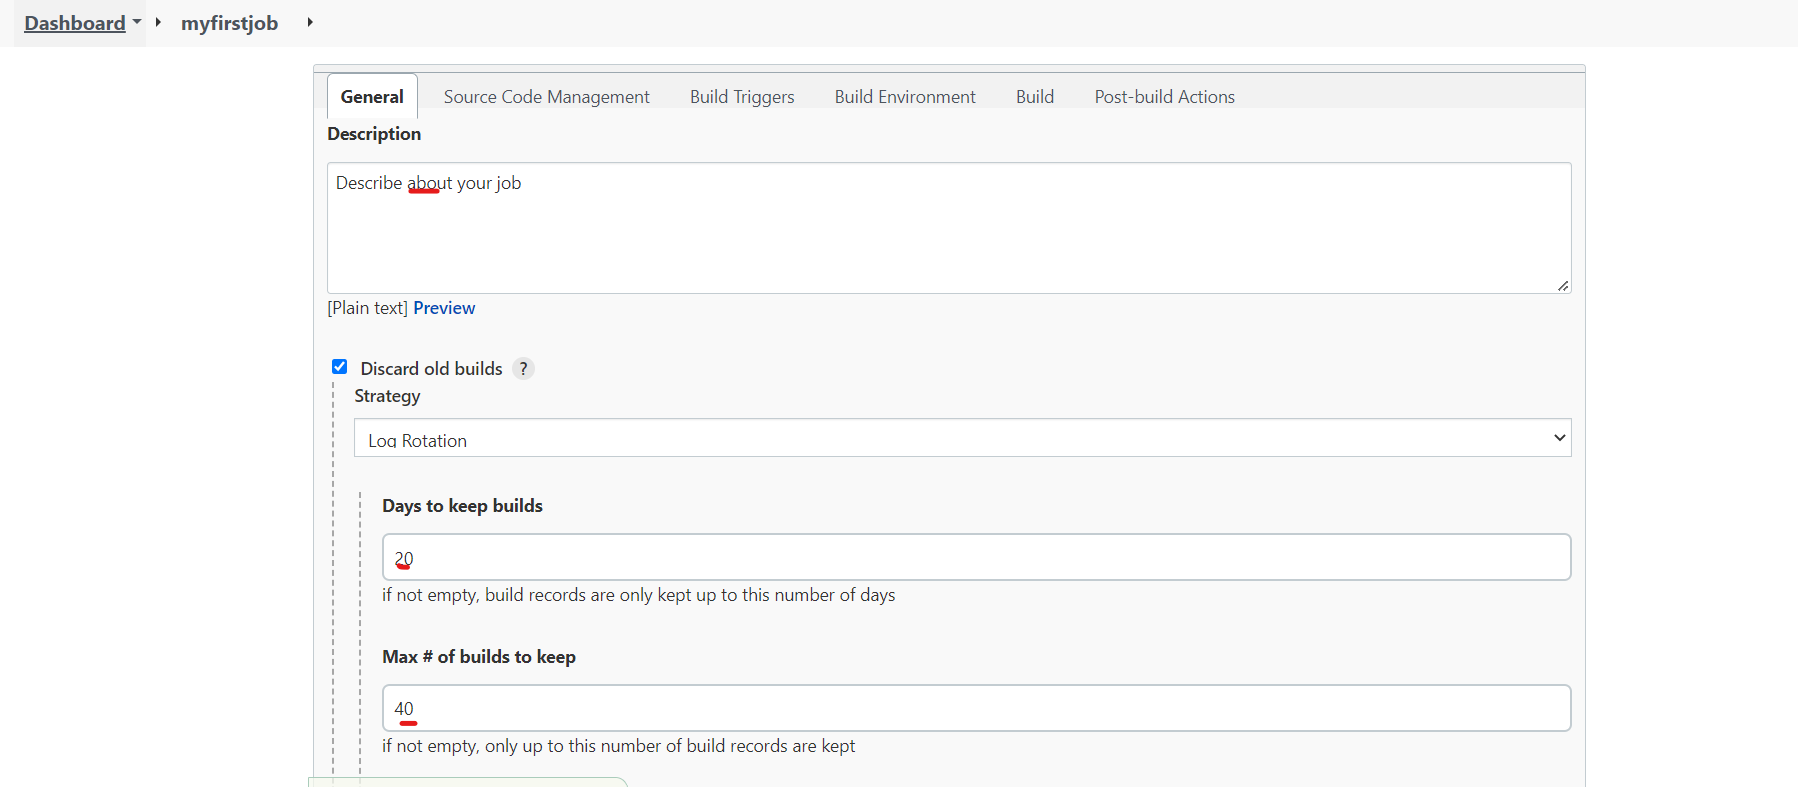 Dashboard myfirstjob
General Source Code Management Build Triggers Build Environment Build Post-build Actions
Description
Describe about your job
[Plain text] Preview
Discard old builds ?
Strategy
Log Rotation
Days to keep builds
20
if not empty, build records are only kept up to this number of days
Max # of builds to keep
40
if not empty, only up to this number of build records are kept